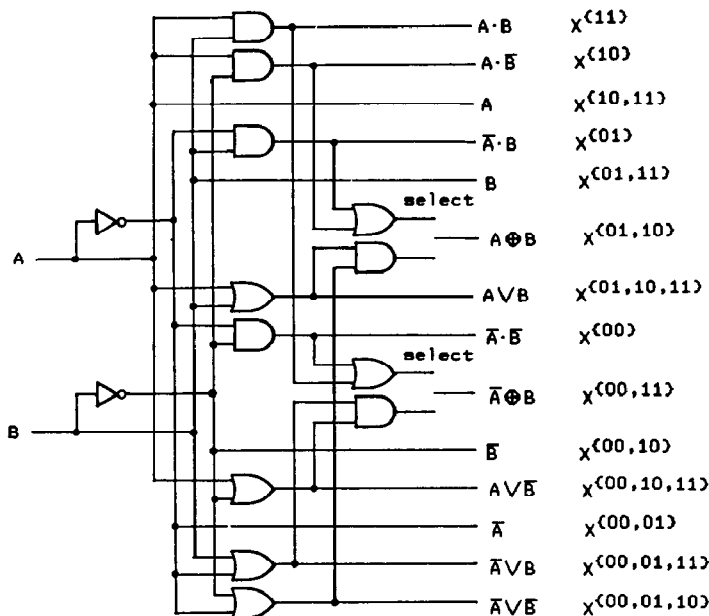 A·B X{11}
A·B̅ X{10}
A X{10,11}
A̅·B X{01}
B X{01,11}
select
A⊕B X{01,10}
A
A∨B X{01,10,11}
A̅·B̅ X{00}
select
A̅⊕B X{00,11}
B
B̅ X{00,10}
A∨B̅ X{00,10,11}
A̅ X{00,01}
A̅∨B X{00,01,11}
A̅∨B̅ X{00,01,10}